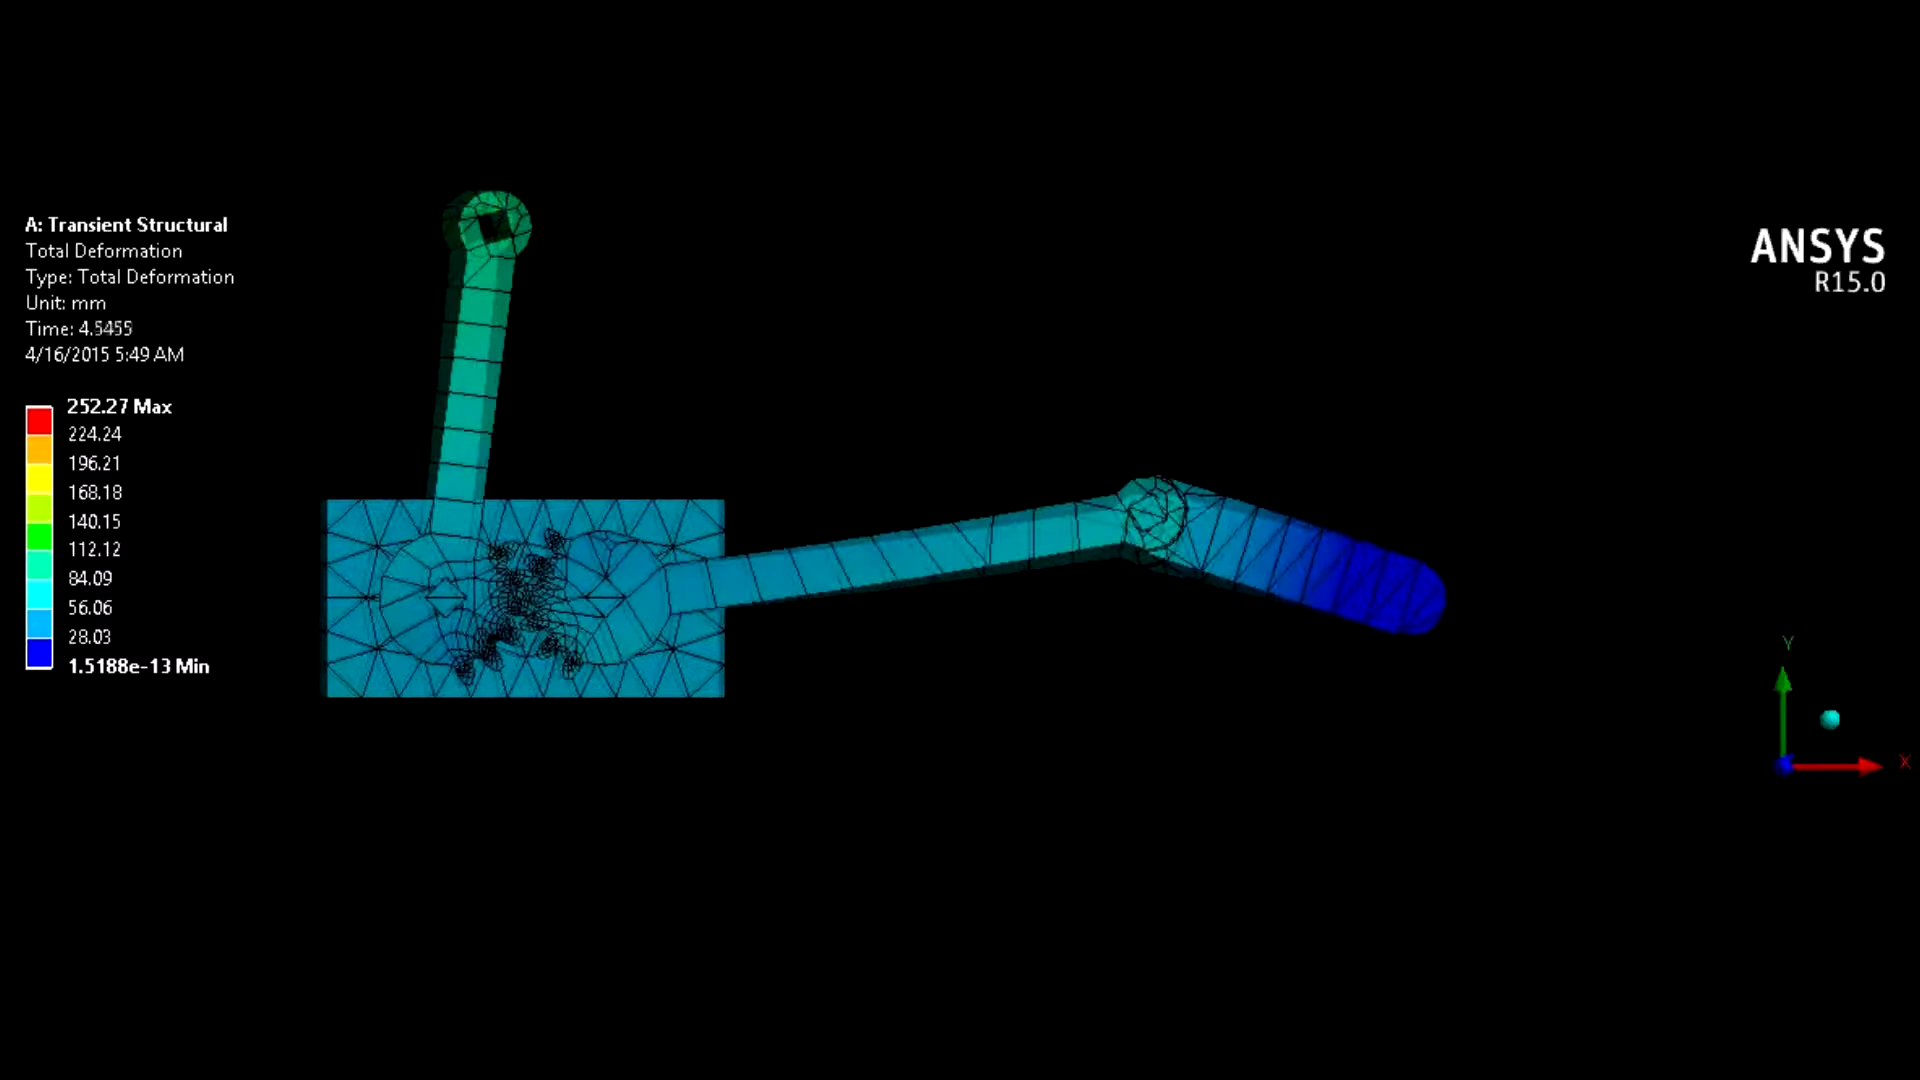 A: Transient Structural
Total Deformation
Type: Total Deformation
Unit: mm
Time: 4.5455
4/16/2015 5:49 AM
252.27 Max
224.24
196.21
168.18
140.15
112.12
84.09
56.06
28.03
1.5188e-13 Min
ANSYS
R15.0
Y
X